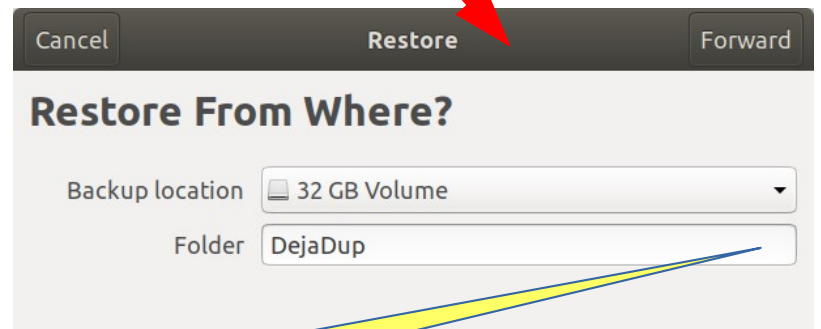 Cancel Restore Forward
Restore From Where?
Backup location 32 GB Volume
Folder DejaDup